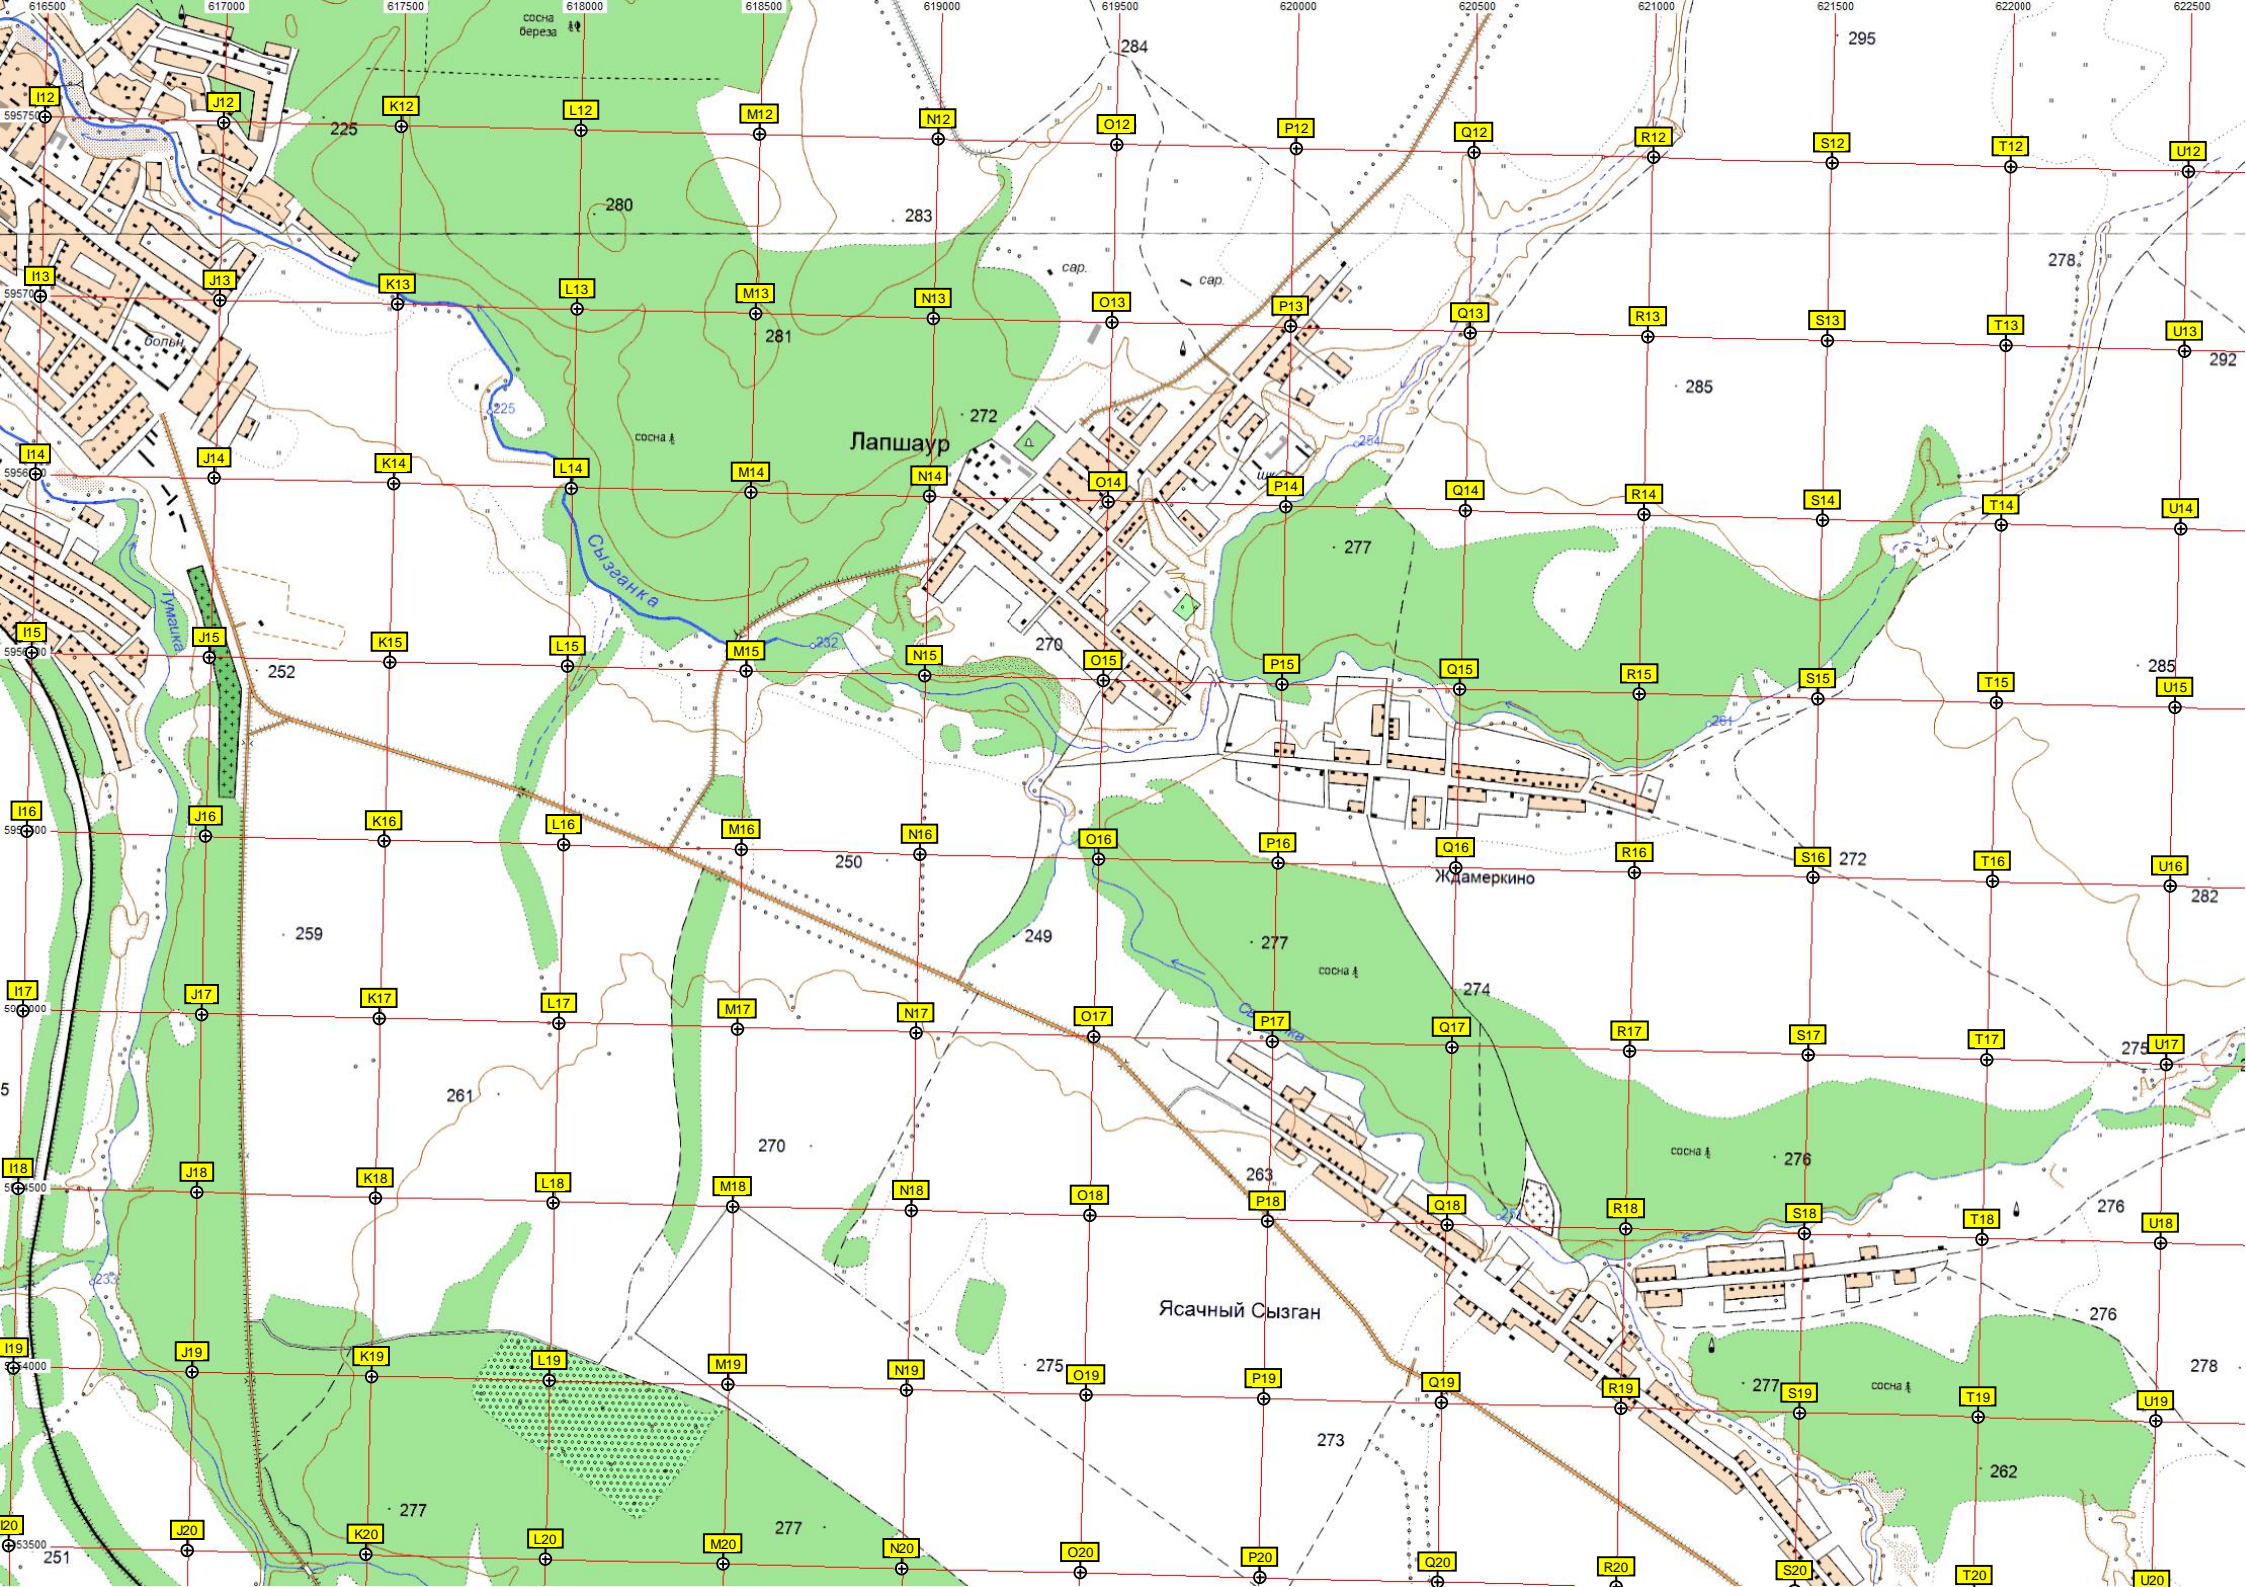 616500 617000 617500 618000 618500 619000 619500 620000 620500 621000 621500 622000 622500
сосна
береза
284
295
I12 J12 K12 L12 M12 N12 O12 P12 Q12 R12 S12 T12 U12
225
280
283
278
сар.
сар.
I13 J13 K13 L13 M13 N13 O13 P13 Q13 R13 S13 T13 U13
больн.
281
292
285
225
272
сосна
Лапшаур
254
I14 J14 K14 L14 M14 N14 O14 P14 Q14 R14 S14 T14 U14
277
Сызганка
Тумайка
I15 J15 K15 L15 M15 N15 O15 P15 Q15 R15 S15 T15 U15
252
232
270
285
261
I16 J16 K16 L16 M16 N16 O16 P16 Q16 R16 S16 T16 U16
250
272
282
259
249
277
сосна
274
I17 J17 K17 L17 M17 N17 O17 P17 Q17 R17 S17 T17 U17
275
5
261
270
263
сосна
276
I18 J18 K18 L18 M18 N18 O18 P18 Q18 R18 S18 T18 U18
276
233
Ясачный Сызган
276
I19 J19 K19 L19 M19 N19 O19 P19 Q19 R19 S19 T19 U19
275
277
сосна
278
273
262
277
277
I20 J20 K20 L20 M20 N20 O20 P20 Q20 R20 S20 T20 U20
53500
251